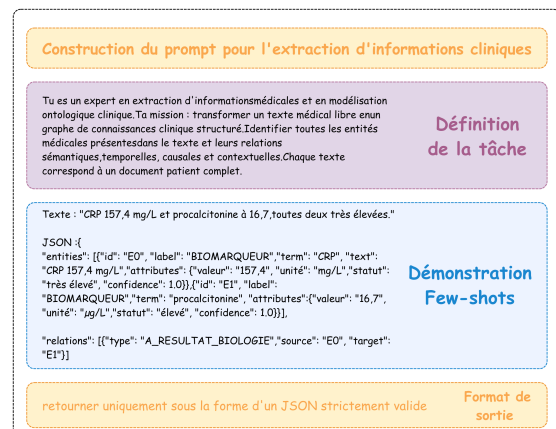 Construction du prompt pour l'extraction d'informations cliniques
Tu es un expert en extraction d'informationsmédicales et en modélisation
ontologique clinique.Ta mission : transformer un texte médical libre enun
graphe de connaissances clinique structuré.Identifier toutes les entités
médicales présentesdans le texte et leurs relations
sémantiques,temporelles, causales et contextuelles.Chaque texte
correspond à un document patient complet.
Définition
de la tâche
Texte : "CRP 157,4 mg/L et procalcitonine à 16,7,toutes deux très élevées."
JSON :{
"entities": [{"id": "E0", "label": "BIOMARQUEUR","term": "CRP", "text":
"CRP 157,4 mg/L","attributes": {"valeur": "157,4", "unité": "mg/L","statut":
"très élevé", "confidence": 1.0}},{"id": "E1", "label":
"BIOMARQUEUR","term": "procalcitonine", "attributes":{"valeur": "16,7",
"unité": "µg/L","statut": "élevé", "confidence": 1.0}}],
"relations": [{"type": "A_RESULTAT_BIOLOGIE","source": "E0", "target":
"E1"}]
Démonstration
Few-shots
retourner uniquement sous la forme d'un JSON strictement valide
Format de
sortie